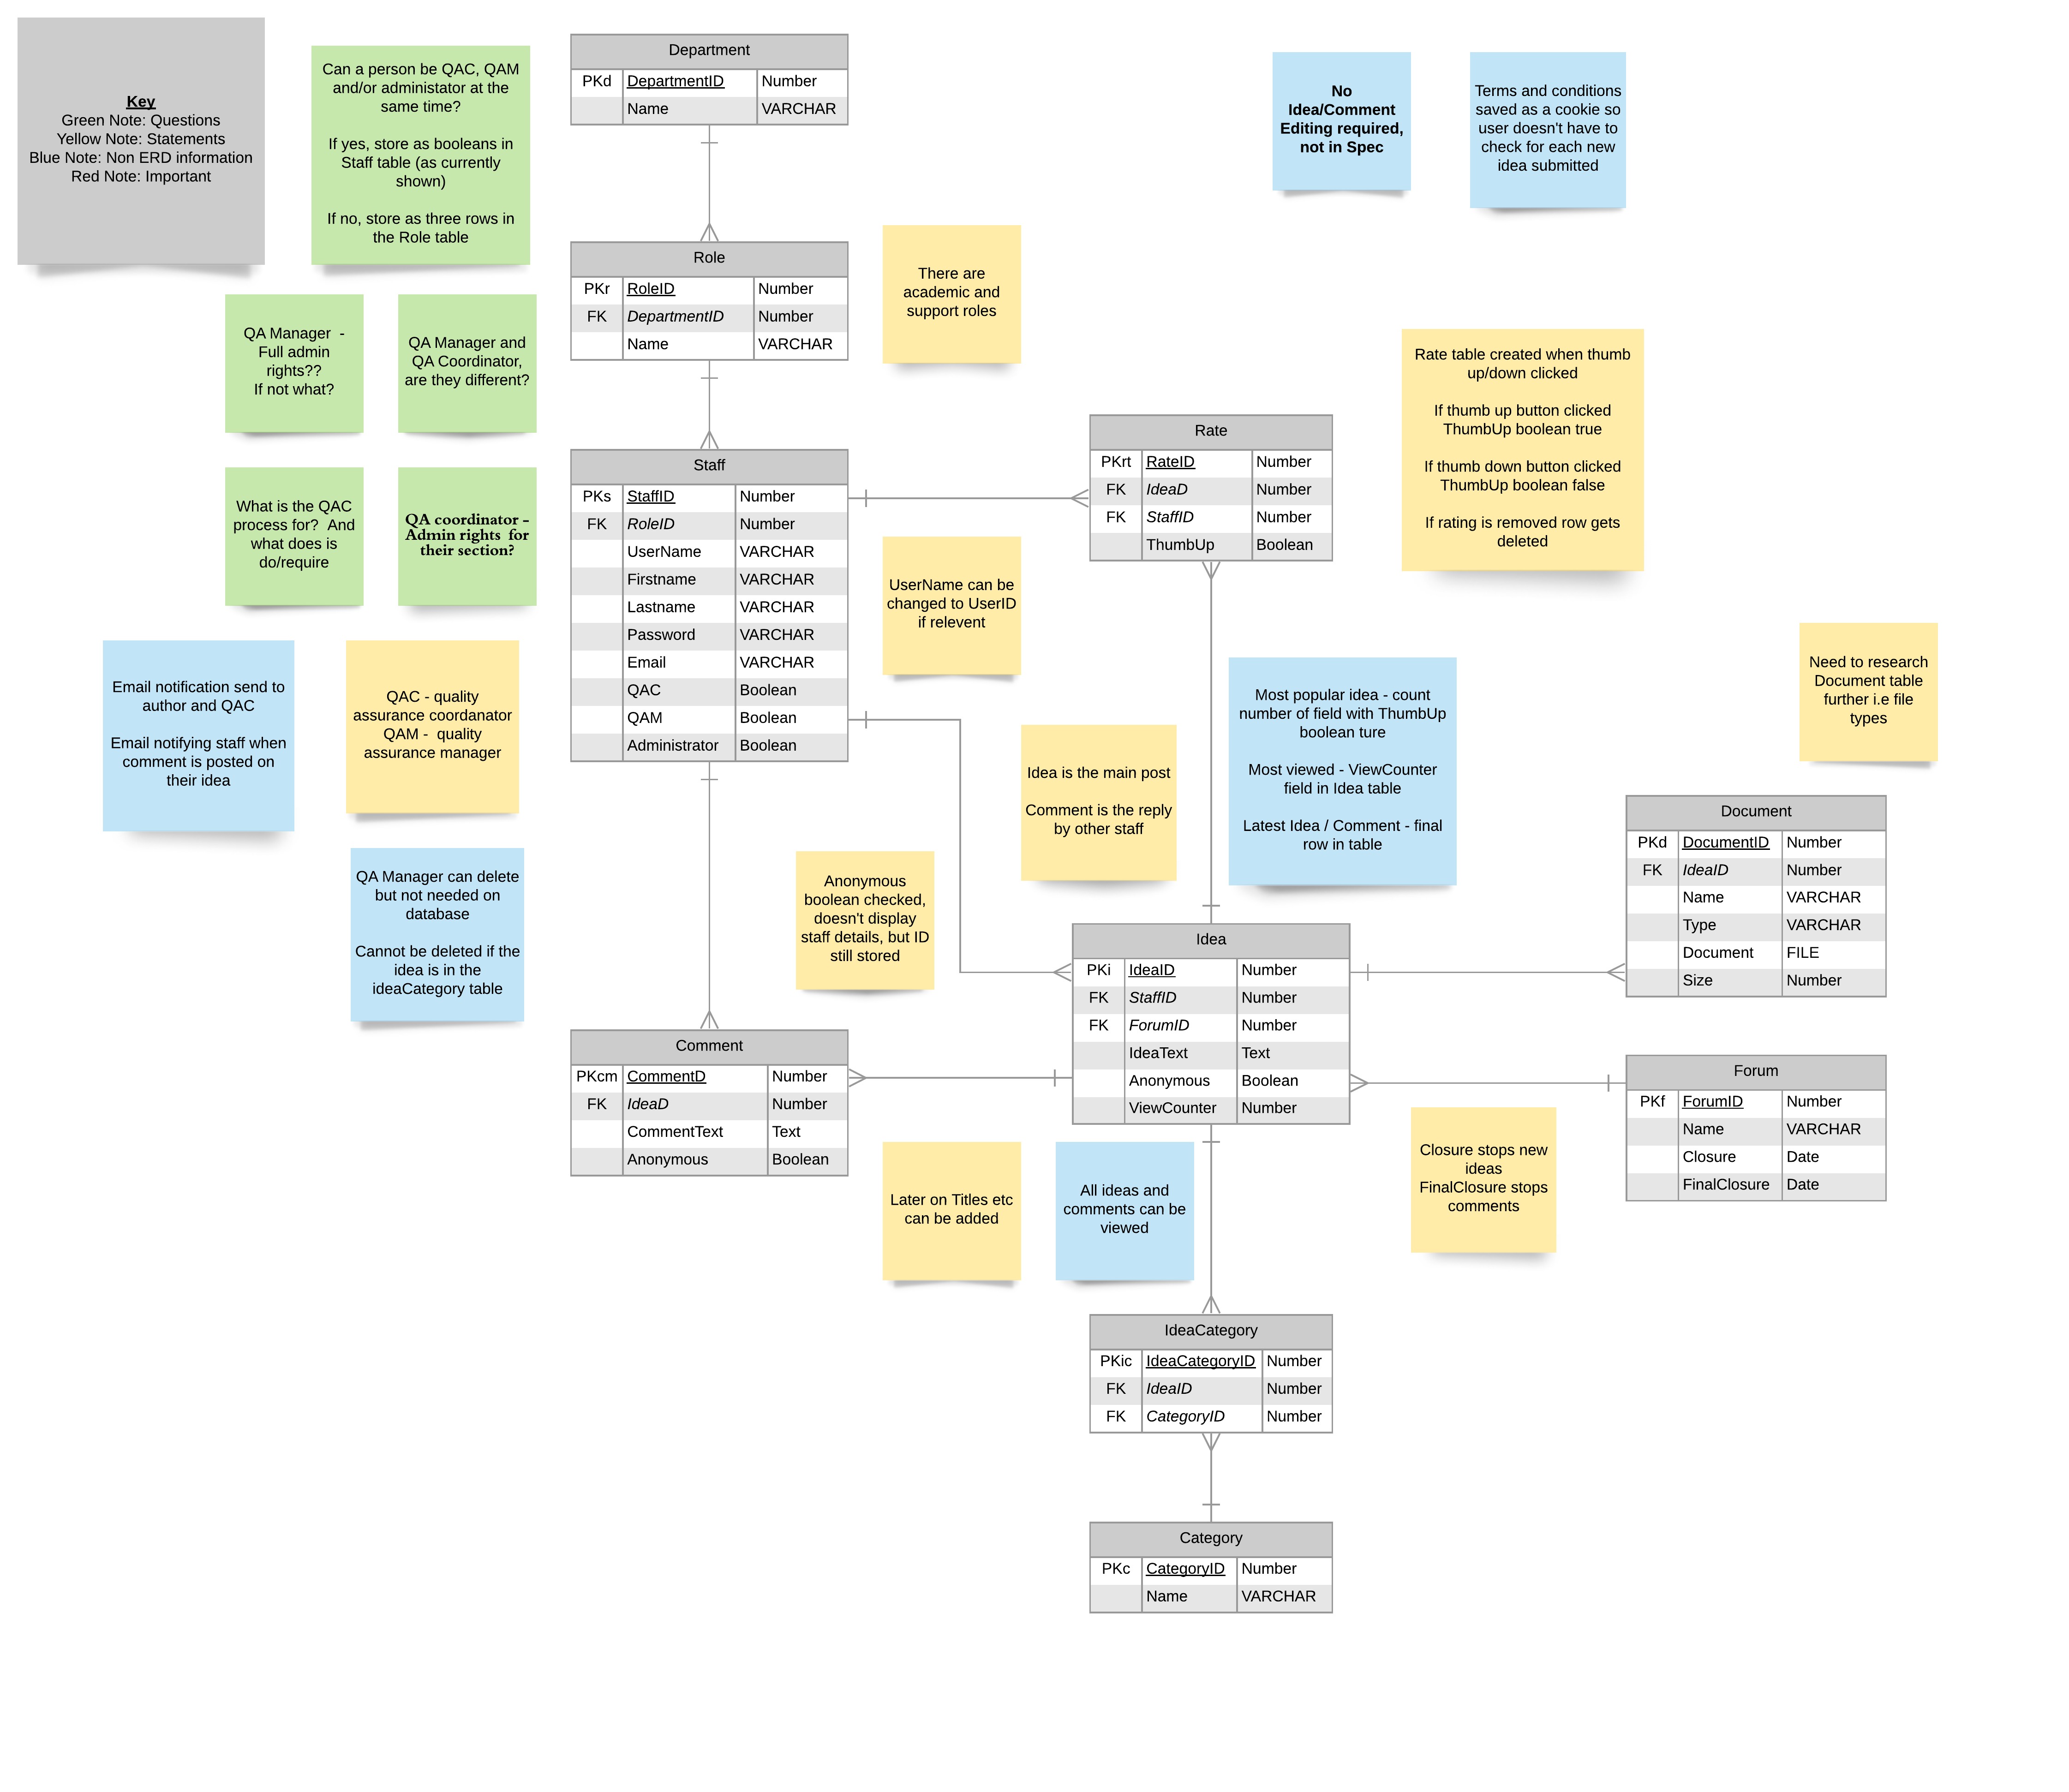 Key
Green Note: Questions
Yellow Note: Statements
Blue Note: Non ERD information
Red Note: Important
Can a person be QAC, QAM
and/or administator at the
same time?
If yes, store as booleans in
Staff table (as currently
shown)
If no, store as three rows in
the Role table
Department
PKd DepartmentID Number
Name VARCHAR
No
Idea/Comment
Editing required,
not in Spec
Terms and conditions
saved as a cookie so
user doesn't have to
check for each new
idea submitted
Role
PKr RoleID Number
FK DepartmentID Number
Name VARCHAR
There are
academic and
support roles
QA Manager -
Full admin
rights??
If not what?
QA Manager and
QA Coordinator,
are they different?
Rate table created when thumb
up/down clicked
If thumb up button clicked
ThumbUp boolean true
If thumb down button clicked
ThumbUp boolean false
If rating is removed row gets
deleted
Rate
PKrt RateID Number
FK IdeaD Number
FK StaffID Number
ThumbUp Boolean
Staff
PKs StaffID Number
FK RoleID Number
UserName VARCHAR
Firstname VARCHAR
Lastname VARCHAR
Password VARCHAR
Email VARCHAR
QAC Boolean
QAM Boolean
Administrator Boolean
What is the QAC
process for? And
what does is
do/require
QA coordinator -
Admin rights for
their section?
UserName can be
changed to UserID
if relevent
Email notification send to
author and QAC
Email notifying staff when
comment is posted on
their idea
QAC - quality
assurance coordanator
QAM - quality
assurance manager
Need to research
Document table
further i.e file
types
Most popular idea - count
number of field with ThumbUp
boolean ture
Most viewed - ViewCounter
field in Idea table
Latest Idea / Comment - final
row in table
Idea is the main post
Comment is the reply
by other staff
QA Manager can delete
but not needed on
database
Cannot be deleted if the
idea is in the
ideaCategory table
Anonymous
boolean checked,
doesn't display
staff details, but ID
still stored
Document
PKd DocumentID Number
FK IdeaID Number
Name VARCHAR
Type VARCHAR
Document FILE
Size Number
Idea
PKi IdeaID Number
FK StaffID Number
FK ForumID Number
IdeaText Text
Anonymous Boolean
ViewCounter Number
Comment
PKcm CommentD Number
FK IdeaD Number
CommentText Text
Anonymous Boolean
Forum
PKf ForumID Number
Name VARCHAR
Closure Date
FinalClosure Date
Later on Titles etc
can be added
All ideas and
comments can be
viewed
Closure stops new
ideas
FinalClosure stops
comments
IdeaCategory
PKic IdeaCategoryID Number
FK IdeaID Number
FK CategoryID Number
Category
PKc CategoryID Number
Name VARCHAR